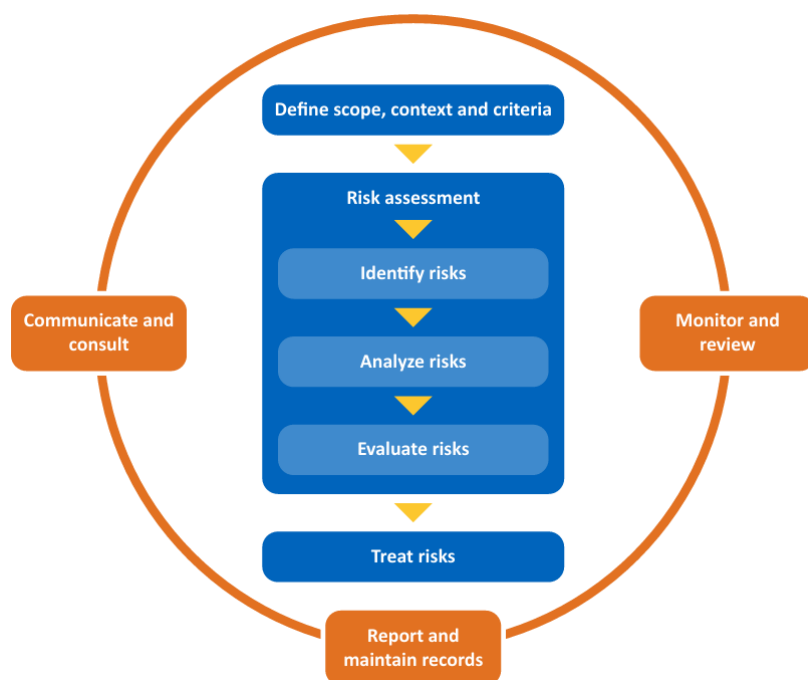 Define scope, context and criteria
Risk assessment
Identify risks
Communicate and
consult
Monitor and
review
Analyze risks
Evaluate risks
Treat risks
Report and
maintain records